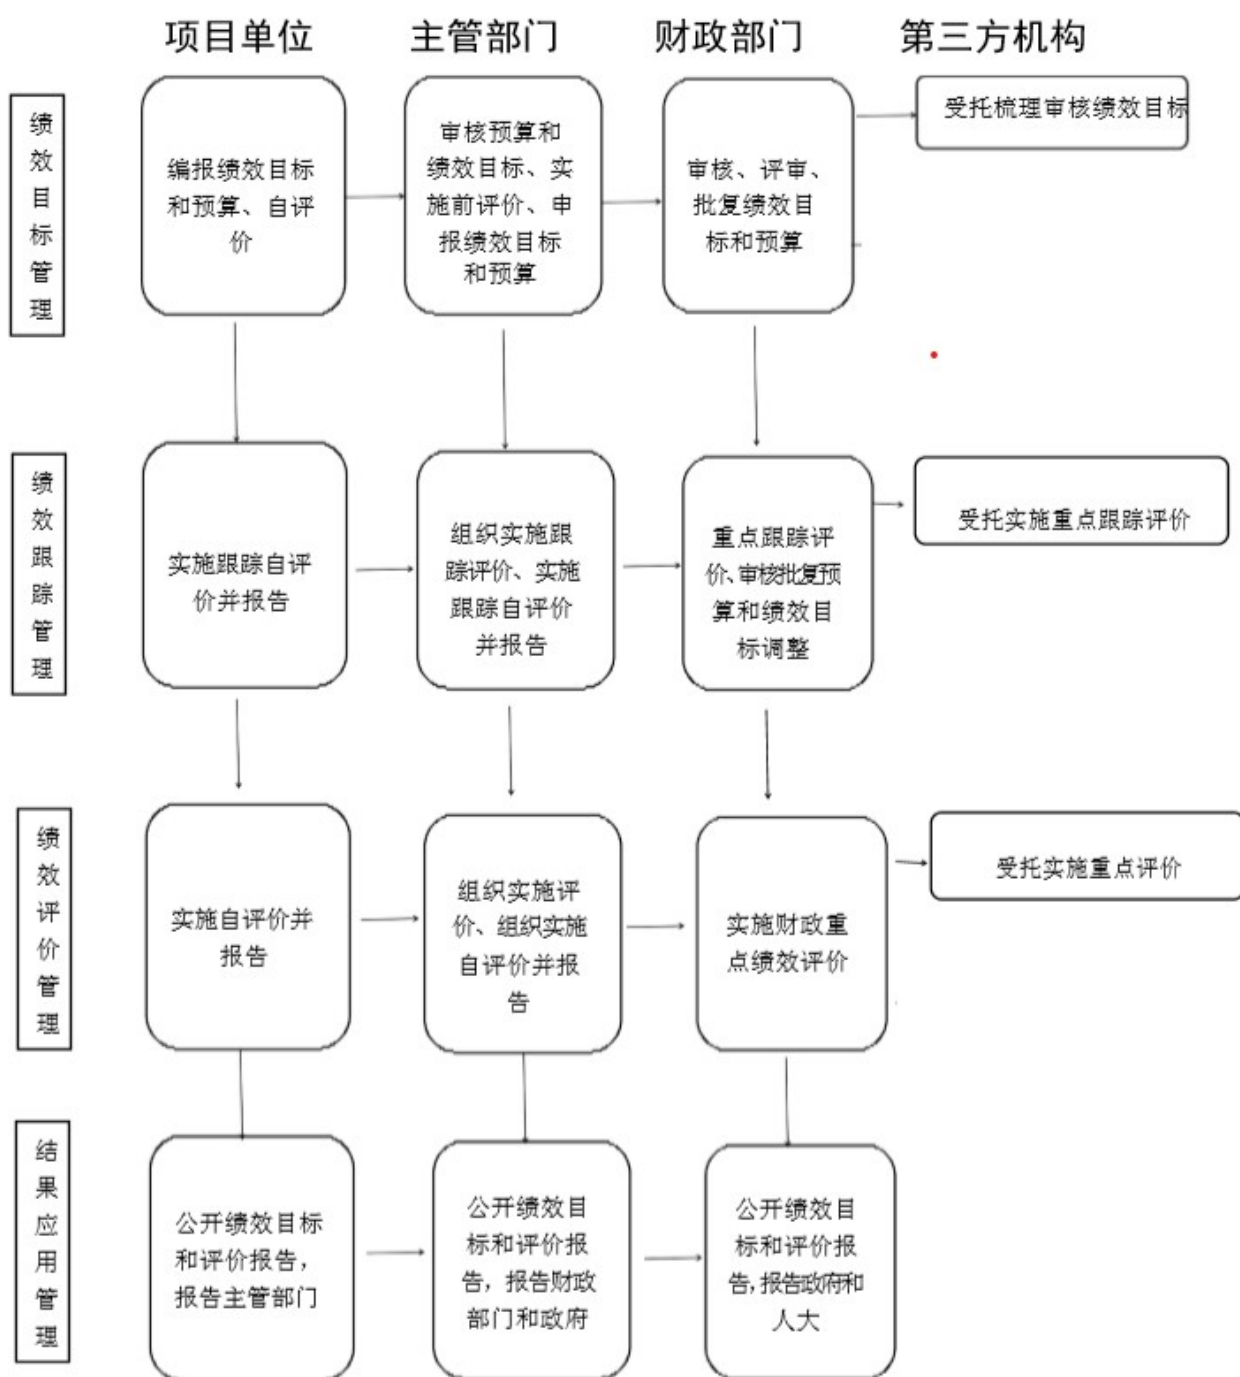 项目单位 主管部门 财政部门 第三方机构
绩效目标管理
编报绩效目标
和预算、自评
价
审核预算和
绩效目标、实
施前评价、申
报绩效目标
和预算
审核、评审、
批复绩效目
标和预算
受托梳理审核绩效目标
绩效跟踪管理
实施跟踪自评
价并报告
组织实施跟
踪评价、实施
跟踪自评价
并报告
重点跟踪评
价、审核批复预
算和绩效目
标调整
受托实施重点跟踪评价
绩效评价管理
实施自评价并
报告
组织实施评
价、组织实施
自评价并报
告
实施财政重
点绩效评价
受托实施重点评价
结果应用管理
公开绩效目标
和评价报告，
报告主管部门
公开绩效目
标和评价报
告，报告财政
部门和政府
公开绩效目
标和评价报
告，报告政府和
人大